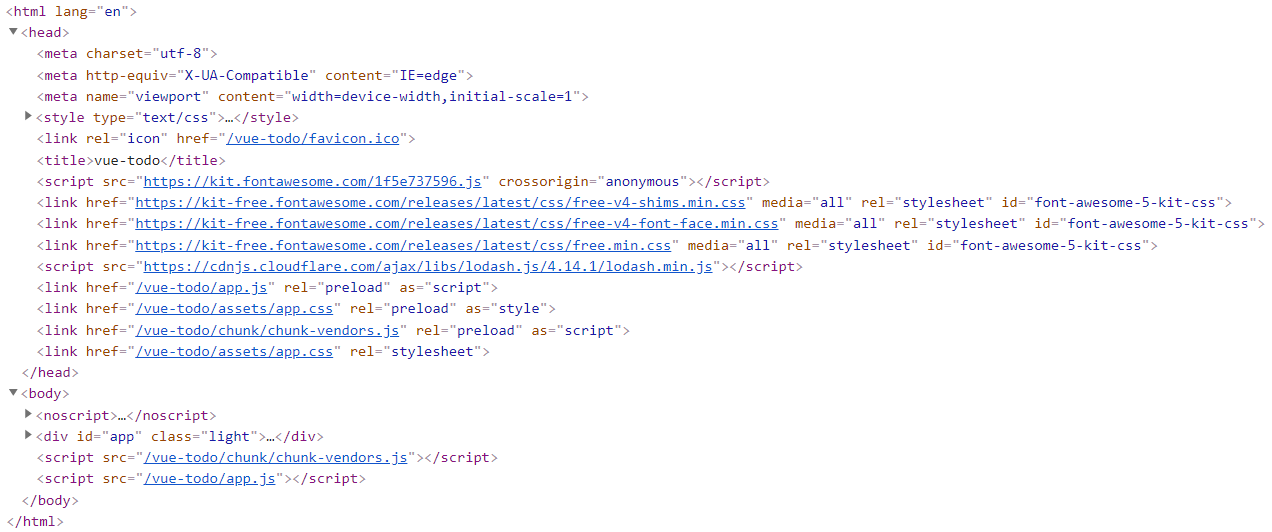 <html lang="en">
<head>
<meta charset="utf-8">
<meta http-equiv="X-UA-Compatible" content="IE=edge">
<meta name="viewport" content="width=device-width,initial-scale=1">
<style type="text/css">…</style>
<link rel="icon" href="/vue-todo/favicon.ico">
<title>vue-todo</title>
<script src="https://kit.fontawesome.com/1f5e737596.js" crossorigin="anonymous"></script>
<link href="https://kit-free.fontawesome.com/releases/latest/css/free-v4-shims.min.css" media="all" rel="stylesheet" id="font-awesome-5-kit-css">
<link href="https://kit-free.fontawesome.com/releases/latest/css/free-v4-font-face.min.css" media="all" rel="stylesheet" id="font-awesome-5-kit-css">
<link href="https://kit-free.fontawesome.com/releases/latest/css/free.min.css" media="all" rel="stylesheet" id="font-awesome-5-kit-css">
<script src="https://cdnjs.cloudflare.com/ajax/libs/lodash.js/4.14.1/lodash.min.js"></script>
<link href="/vue-todo/app.js" rel="preload" as="script">
<link href="/vue-todo/assets/app.css" rel="preload" as="style">
<link href="/vue-todo/chunk/chunk-vendors.js" rel="preload" as="script">
<link href="/vue-todo/assets/app.css" rel="stylesheet">
</head>
<body>
<noscript>…</noscript>
<div id="app" class="light">…</div>
<script src="/vue-todo/chunk/chunk-vendors.js"></script>
<script src="/vue-todo/app.js"></script>
</body>
</html>